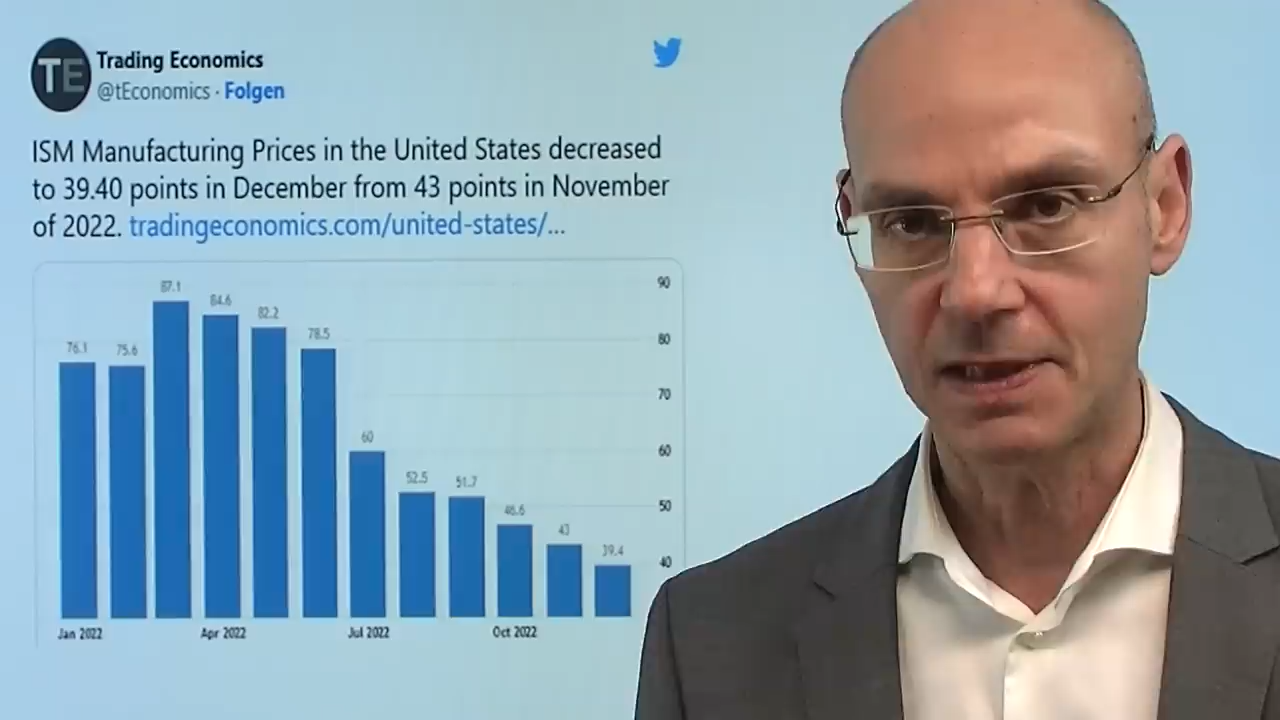 TE
Trading Economics
@tEconomics · Folgen
ISM Manufacturing Prices in the United States decreased
to 39.40 points in December from 43 points in November
of 2022. tradingeconomics.com/united-states/...
90
87.1
84.6
82.2
80
78.5
76.1
75.6
70
60
60
52.5
51.7
50
46.6
43
39.4
40
Jan 2022
Apr 2022
Jul 2022
Oct 2022